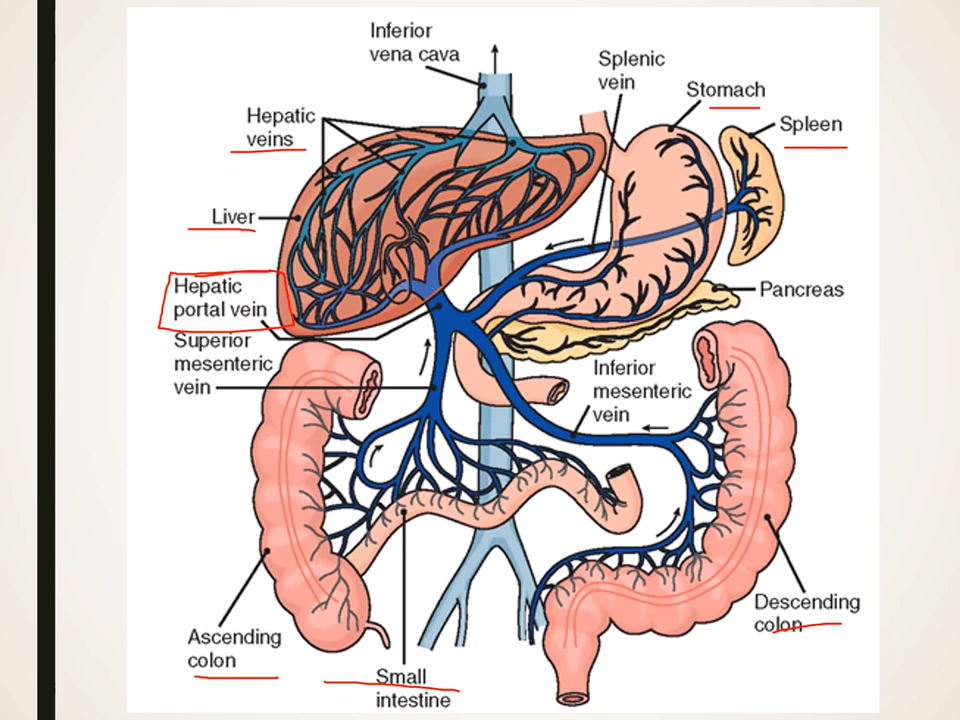 Inferior
vena cava
Splenic
vein
Stomach
Hepatic
veins
Spleen
Liver
Hepatic
portal vein
Pancreas
Superior
mesenteric
vein
Inferior
mesenteric
vein
Descending
colon
Ascending
colon
Small
intestine